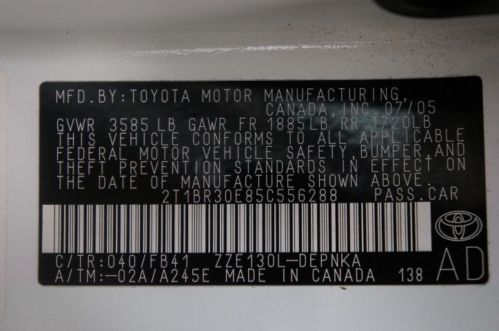 MFD.BY:TOYOTA MOTOR MANUFACTURING,
CANADA,INC. 07/05
GVWR 3585 LB GAWR FR 1885LB RR 1720LB
THIS VEHICLE CONFORMS TO ALL APPLICABLE
FEDERAL MOTOR VEHICLE SAFETY, BUMPER AND
THEFT PREVENTION STANDARDS IN EFFECT ON
THE DATE OF MANUFACTURE SHOWN ABOVE.
2T1BR30E85C556288 PASS.CAR
C/TR:040/FB41 ZZE130L-DEPNKA
A/TM:-02A/A245E MADE IN CANADA 138
TOYOTA
AD